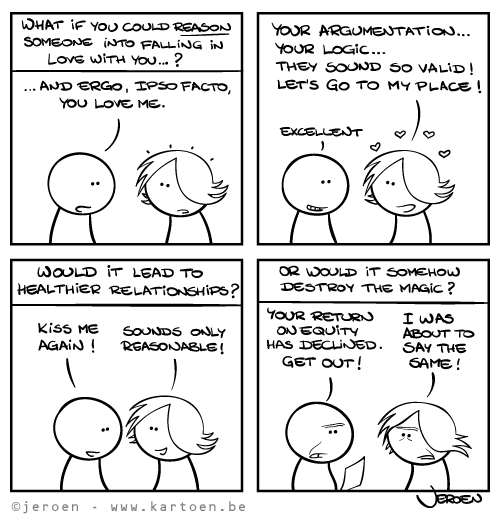 WHAT IF YOU COULD REASON
SOMEONE INTO FALLING IN
LOVE WITH YOU...?
...AND ERGO, IPSO FACTO,
YOU LOVE ME.
YOUR ARGUMENTATION...
YOUR LOGIC...
THEY SOUND SO VALID!
LET'S GO TO MY PLACE!
EXCELLENT
WOULD IT LEAD TO
HEALTHIER RELATIONSHIPS?
KISS ME
AGAIN!
SOUNDS ONLY
REASONABLE!
OR WOULD IT SOMEHOW
DESTROY THE MAGIC?
YOUR RETURN
ON EQUITY
HAS DECLINED.
GET OUT!
I WAS
ABOUT TO
SAY THE
SAME!
JEROEN
©jeroen - www.kartoen.be